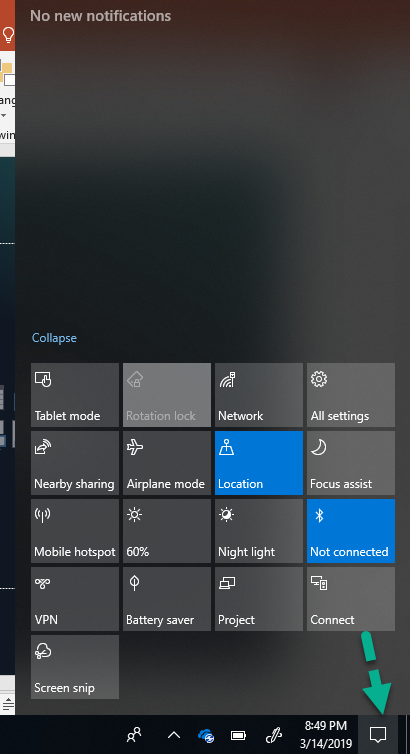 No new notifications
Collapse
Tablet mode
Rotation lock
Network
All settings
Nearby sharing
Airplane mode
Location
Focus assist
Mobile hotspot
60%
Night light
Not connected
VPN
Battery saver
Project
Connect
Screen snip
8:49 PM
3/14/2019